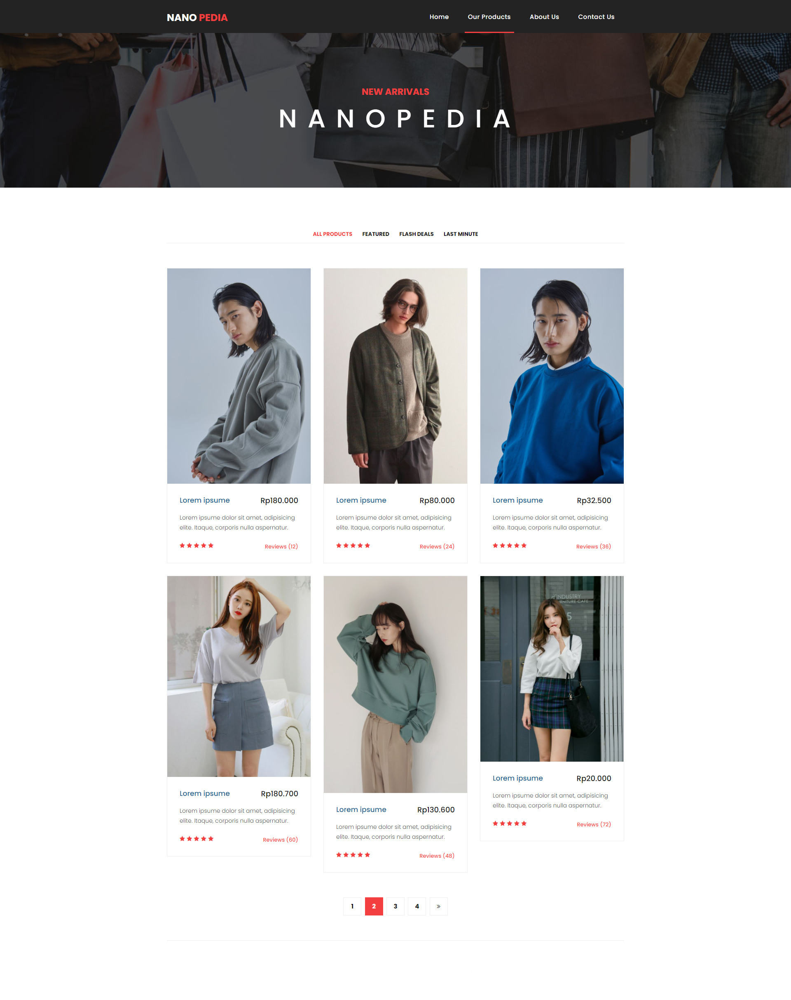 NANO PEDIA
Home
Our Products
About Us
Contact Us
NEW ARRIVALS
NANOPEDIA
ALL PRODUCTS
FEATURED
FLASH DEALS
LAST MINUTE
Lorem ipsume
Rp180.000
Lorem ipsume dolor sit amet, adipisicing
elite. Itaque, corporis nulla aspernatur.
Reviews (12)
Lorem ipsume
Rp80.000
Lorem ipsume dolor sit amet, adipisicing
elite. Itaque, corporis nulla aspernatur.
Reviews (24)
Lorem ipsume
Rp32.500
Lorem ipsume dolor sit amet, adipisicing
elite. Itaque, corporis nulla aspernatur.
Reviews (36)
Lorem ipsume
Rp180.700
Lorem ipsume dolor sit amet, adipisicing
elite. Itaque, corporis nulla aspernatur.
Reviews (60)
Lorem ipsume
Rp130.600
Lorem ipsume dolor sit amet, adipisicing
elite. Itaque, corporis nulla aspernatur.
Reviews (48)
d'INDUSTRY
CAFE
5
Lorem ipsume
Rp20.000
Lorem ipsume dolor sit amet, adipisicing
elite. Itaque, corporis nulla aspernatur.
Reviews (72)
1
2
3
4
»